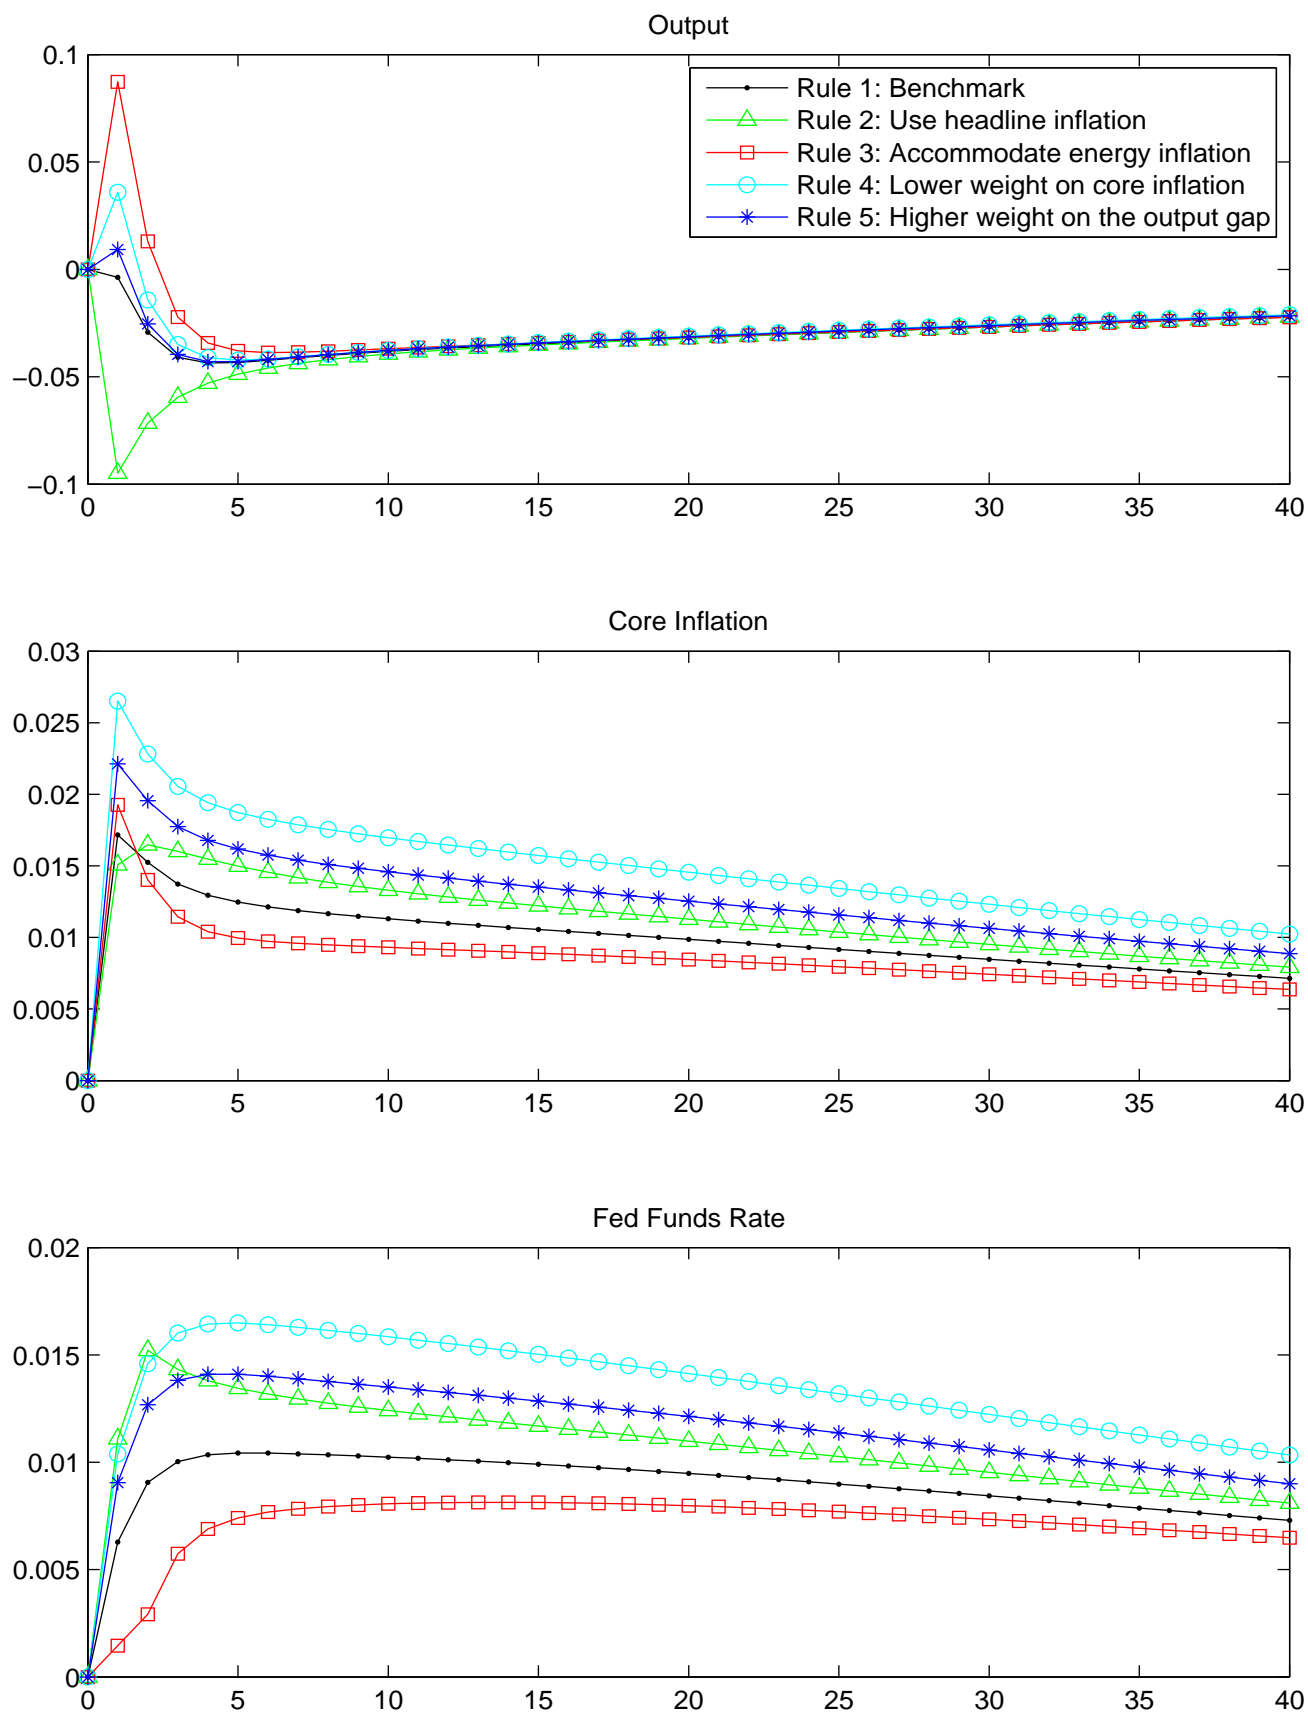 Output
0.1
0.05
0
−0.05
−0.1
Rule 1: Benchmark
Rule 2: Use headline inflation
Rule 3: Accommodate energy inflation
Rule 4: Lower weight on core inflation
Rule 5: Higher weight on the output gap
0 5 10 15 20 25 30 35 40
Core Inflation
0.03
0.025
0.02
0.015
0.01
0.005
0
0 5 10 15 20 25 30 35 40
Fed Funds Rate
0.02
0.015
0.01
0.005
0
0 5 10 15 20 25 30 35 40